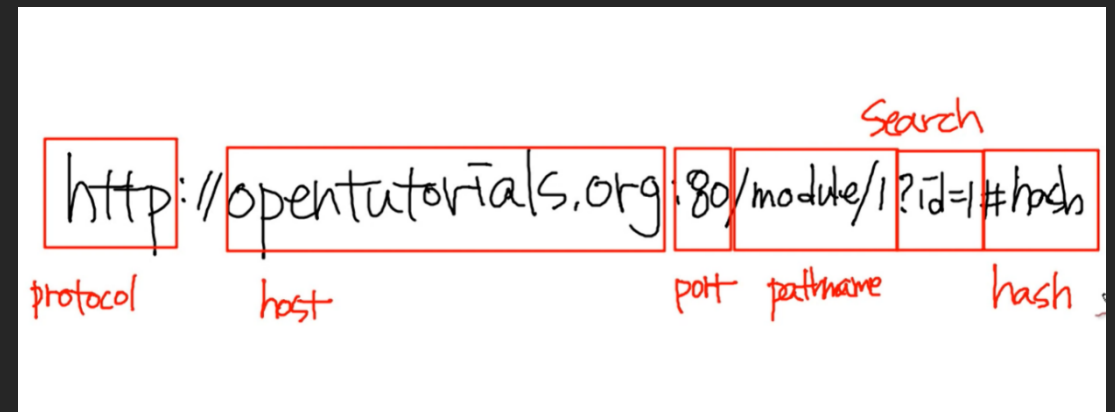 Search
http://opentutorials.org:80/module/1?id=1#hash
protocol host port pathname hash